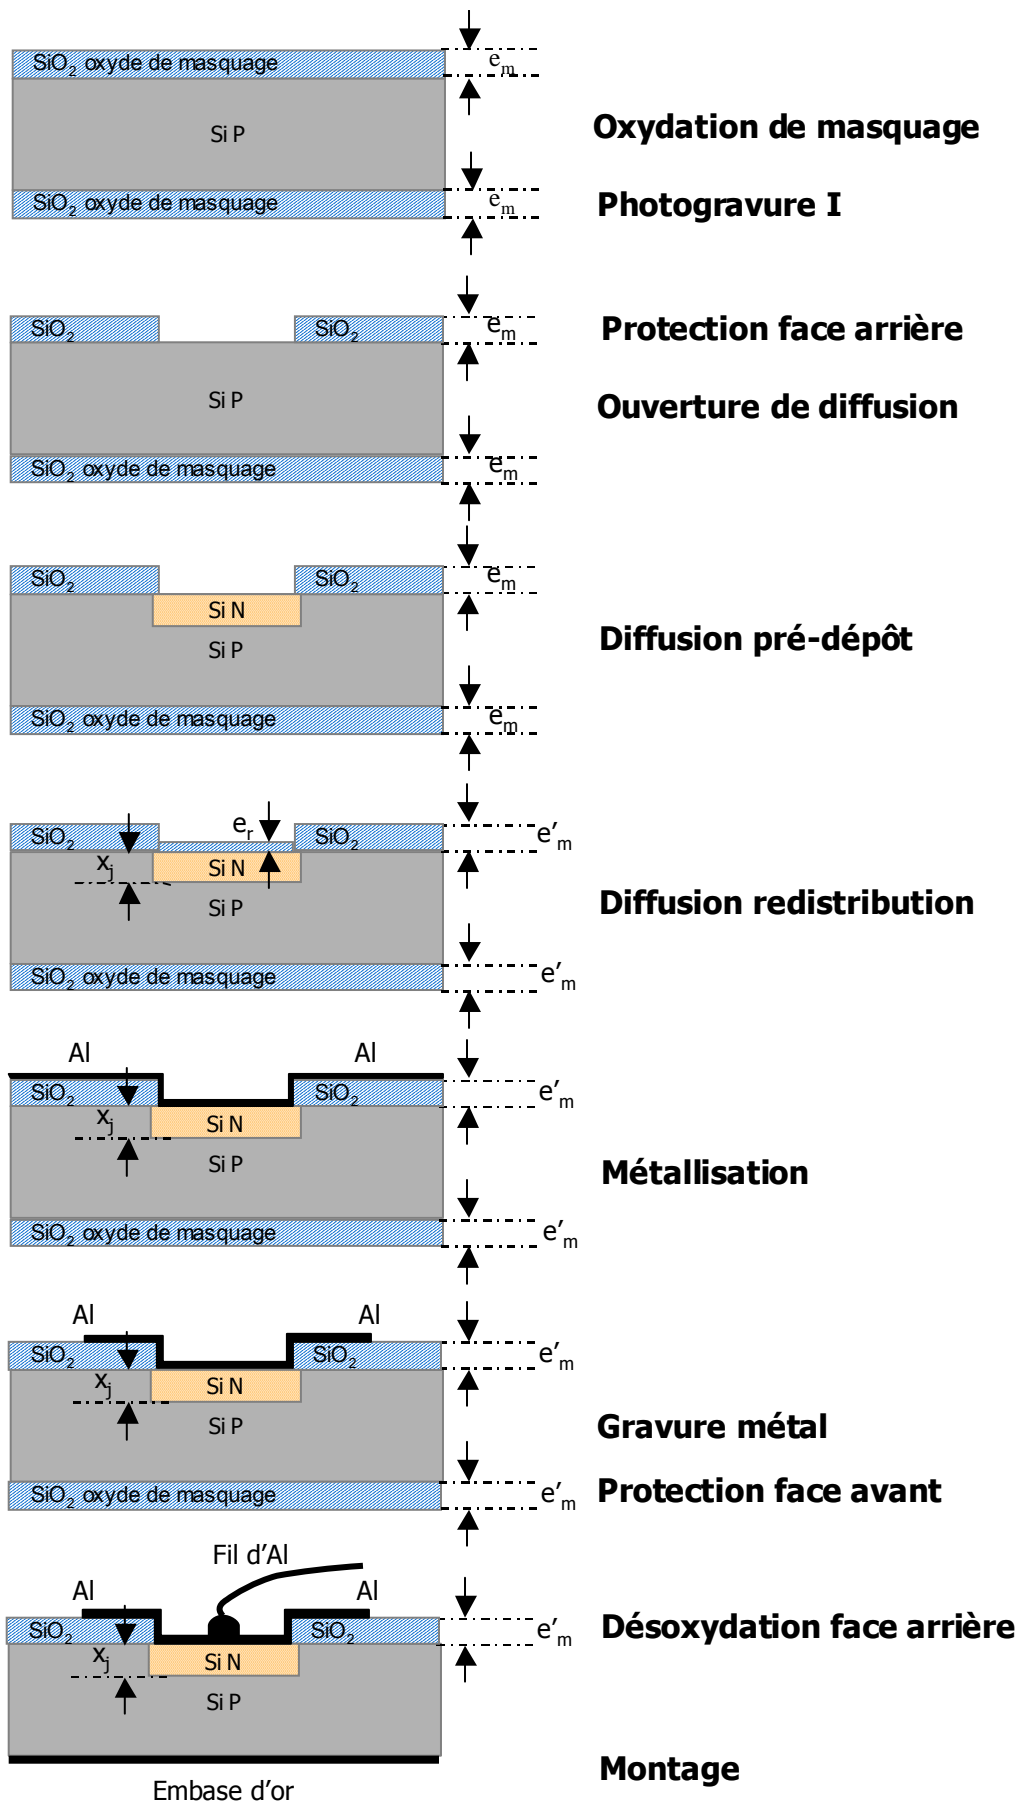 SiO₂ oxyde de masquage
eₘ
Si P
Oxydation de masquage
SiO₂ oxyde de masquage
eₘ
Photogravure I
SiO₂
SiO₂
eₘ
Protection face arrière
Si P
Ouverture de diffusion
SiO₂ oxyde de masquage
eₘ
SiO₂
SiO₂
eₘ
Si N
Si P
Diffusion pré-dépôt
SiO₂ oxyde de masquage
eₘ
eᵣ
SiO₂
SiO₂
e’ₘ
xⱼ
Si N
Si P
Diffusion redistribution
SiO₂ oxyde de masquage
e’ₘ
Al
Al
SiO₂
SiO₂
e’ₘ
xⱼ
Si N
Si P
Métallisation
SiO₂ oxyde de masquage
e’ₘ
Al
Al
SiO₂
SiO₂
e’ₘ
xⱼ
Si N
Si P
Gravure métal
SiO₂ oxyde de masquage
e’ₘ
Protection face avant
Fil d’Al
Al
Al
SiO₂
SiO₂
e’ₘ
Désoxydation face arrière
xⱼ
Si N
Si P
Montage
Embase d’or